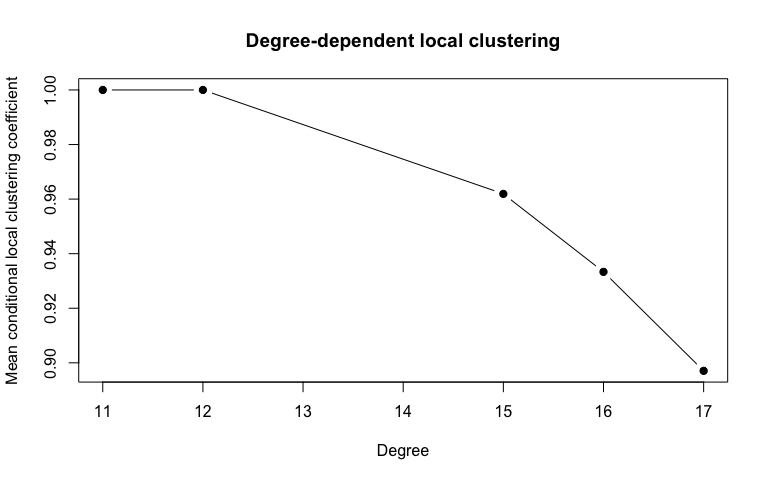 Degree-dependent local clustering
Mean conditional local clustering coefficient
1.00
0.98
0.96
0.94
0.92
0.90
11 12 13 14 15 16 17
Degree